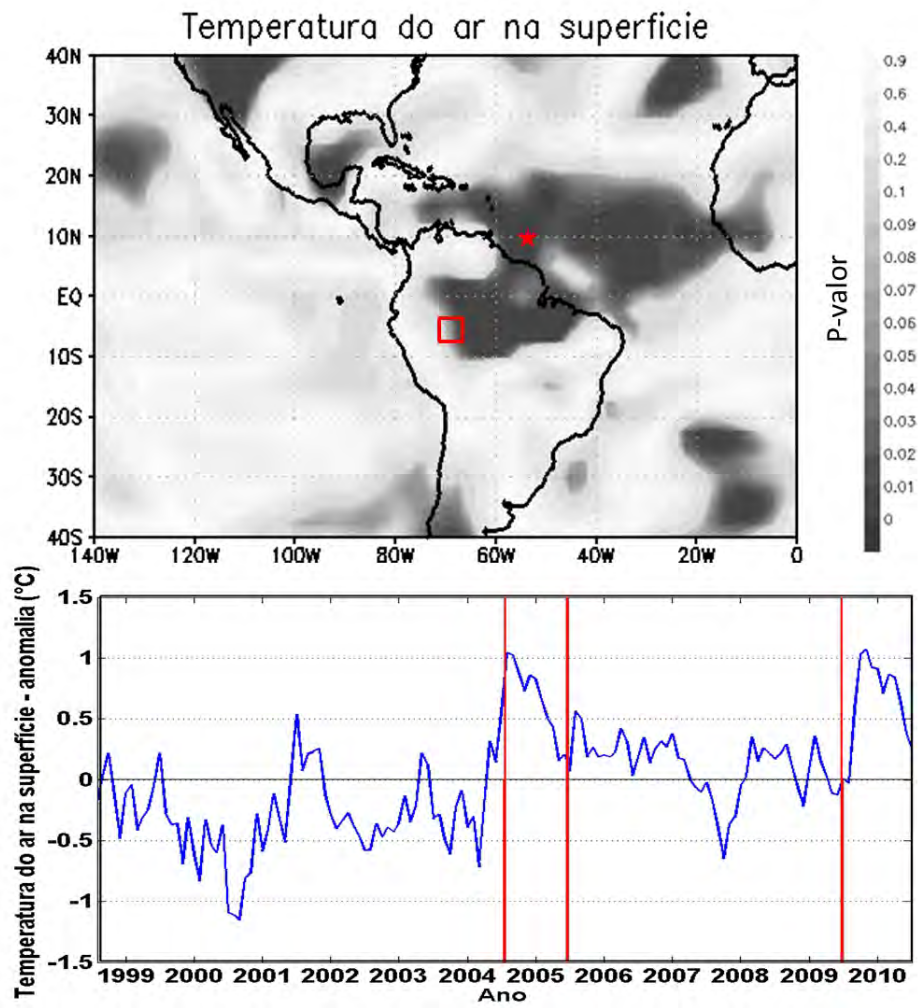 Temperatura do ar na superficie
40N
30N
20N
10N
EQ
10S
20S
30S
40S
140W 120W 100W 80W 60W 40W 20W 0
0.9
0.6
0.4
0.2
0.1
0.09
0.08
0.07
0.06
0.05
0.04
0.03
0.02
0.01
0
P-valor
Temperatura do ar na superfície - anomalia (°C)
1.5
1
0.5
0
-0.5
-1
-1.5
1999 2000 2001 2002 2003 2004 2005 2006 2007 2008 2009 2010
Ano